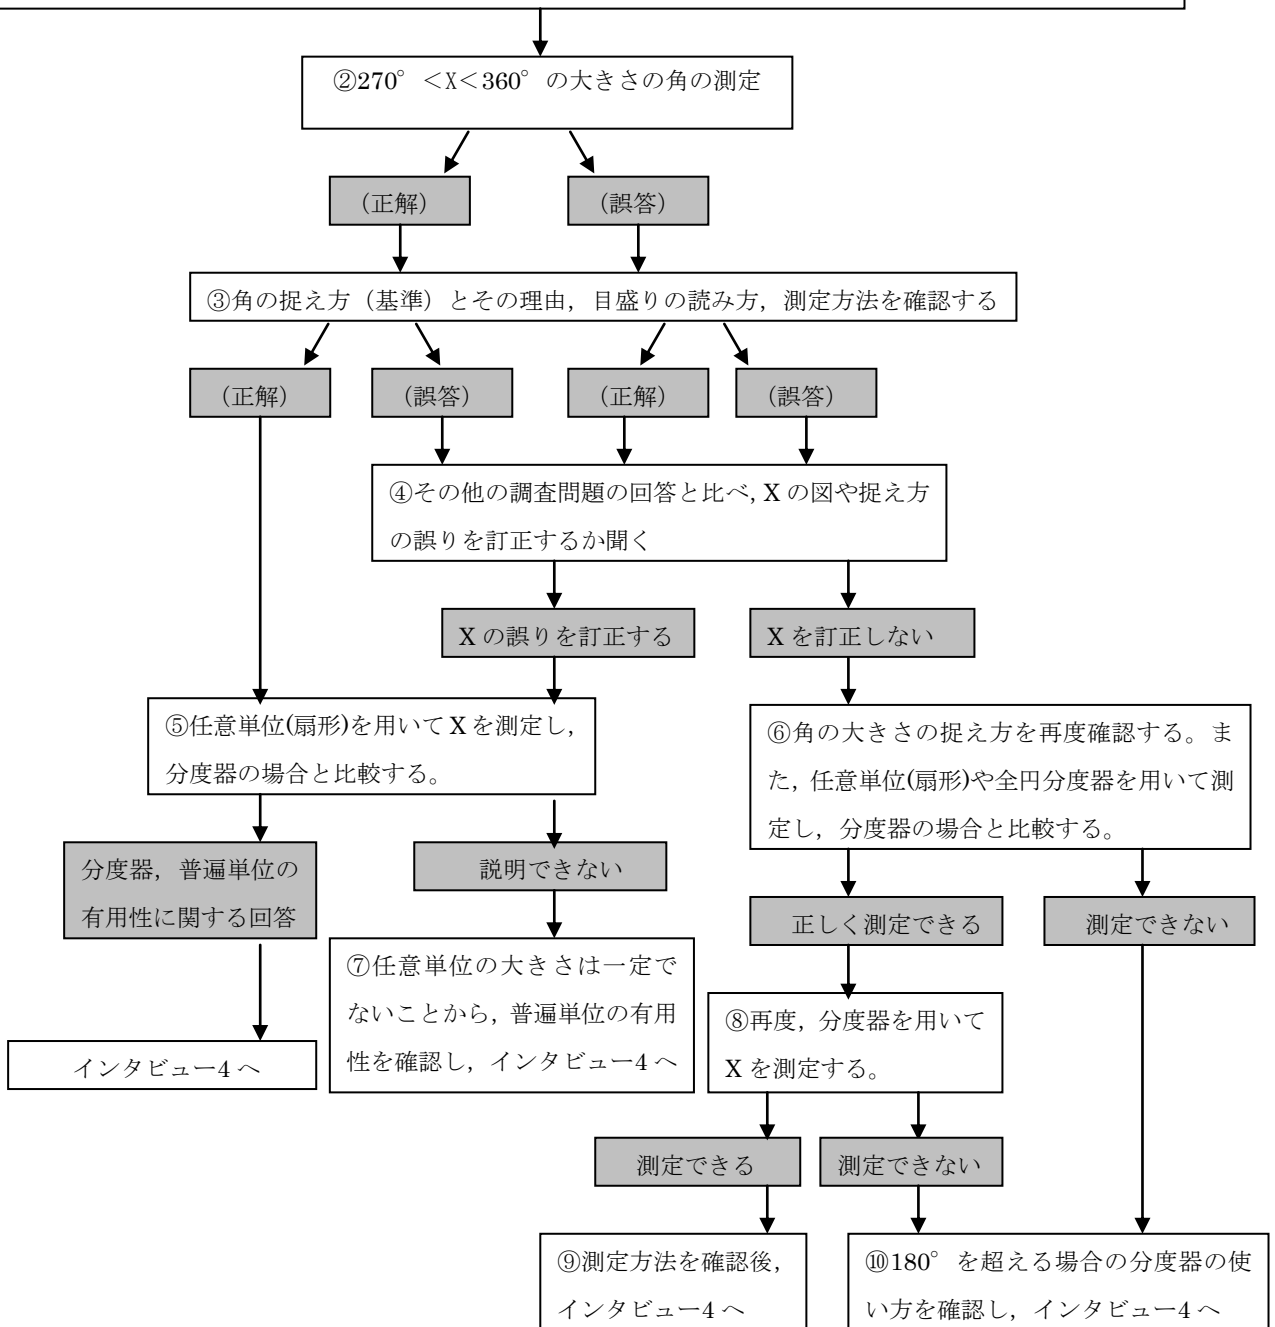 ②270°＜X＜360°の大きさの角の測定
（正解）
（誤答）
③角の捉え方（基準）とその理由，目盛りの読み方，測定方法を確認する
（正解）
（誤答）
（正解）
（誤答）
④その他の調査問題の回答と比べ，X の図や捉え方
の誤りを訂正するか聞く
X の誤りを訂正する
X を訂正しない
⑤任意単位(扇形)を用いて X を測定し，
分度器の場合と比較する。
⑥角の大きさの捉え方を再度確認する。ま
た，任意単位(扇形)や全円分度器を用いて測
定し，分度器の場合と比較する。
分度器，普遍単位の
有用性に関する回答
説明できない
正しく測定できる
測定できない
⑦任意単位の大きさは一定で
ないことから，普遍単位の有用
性を確認し，インタビュー4 へ
⑧再度，分度器を用いて
X を測定する。
インタビュー4 へ
測定できる
測定できない
⑨測定方法を確認後，
インタビュー4 へ
⑩180°を超える場合の分度器の使
い方を確認し，インタビュー4 へ